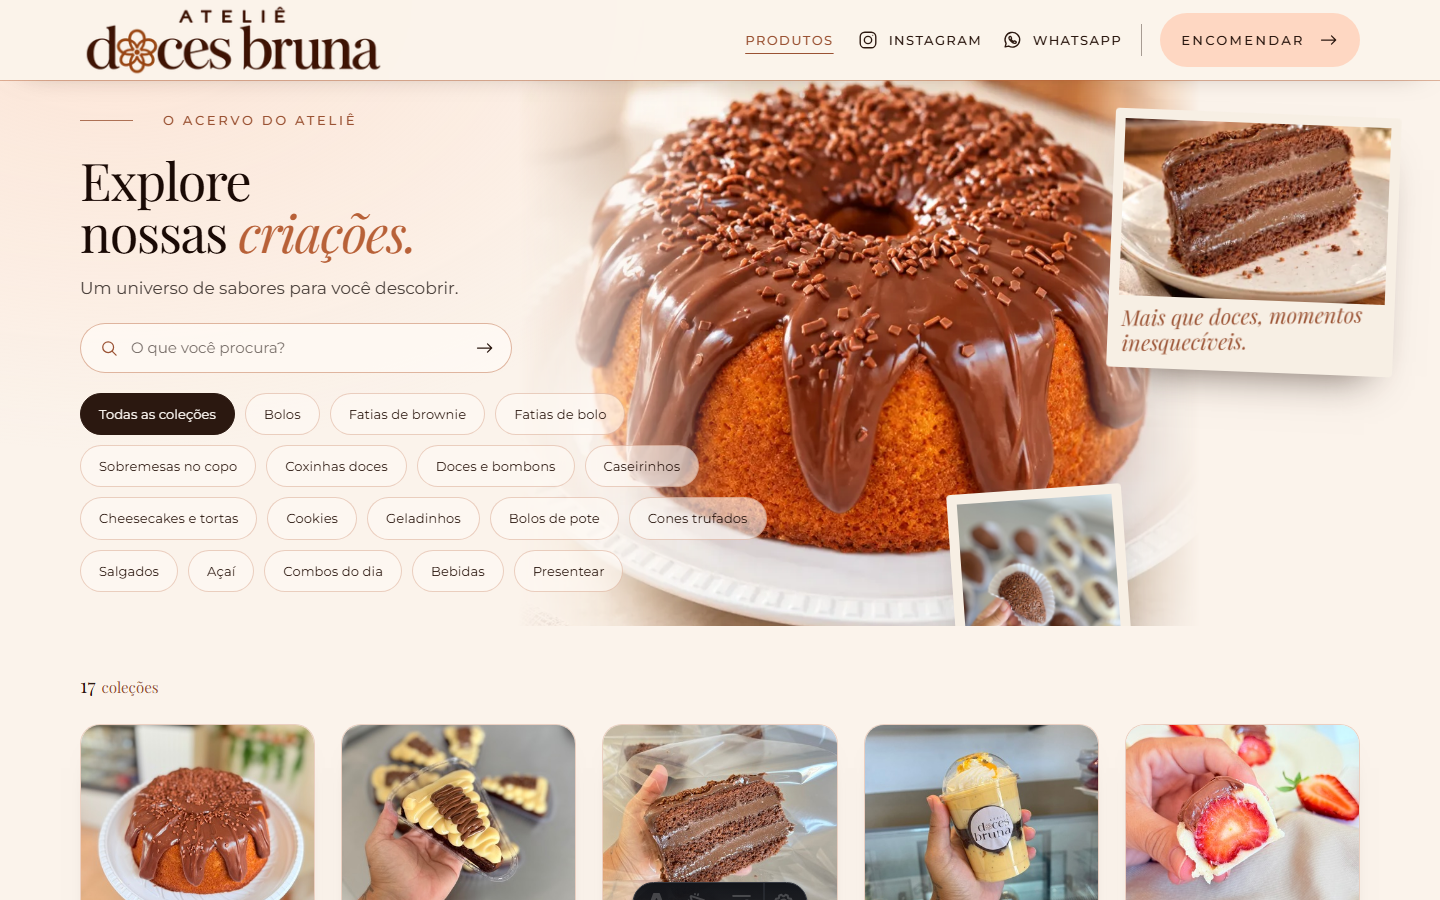 ATELIÊ
doces bruna
PRODUTOS
INSTAGRAM
WHATSAPP
ENCOMENDAR
O ACERVO DO ATELIÊ
Explore
nossas criações.
Um universo de sabores para você descobrir.
O que você procura?
Todas as coleções
Bolos
Fatias de brownie
Fatias de bolo
Sobremesas no copo
Coxinhas doces
Doces e bombons
Caseirinhos
Cheesecakes e tortas
Cookies
Geladinhos
Bolos de pote
Cones trufados
Salgados
Açaí
Combos do dia
Bebidas
Presentear
Mais que doces, momentos
inesquecíveis.
17 coleções
doces
bruna